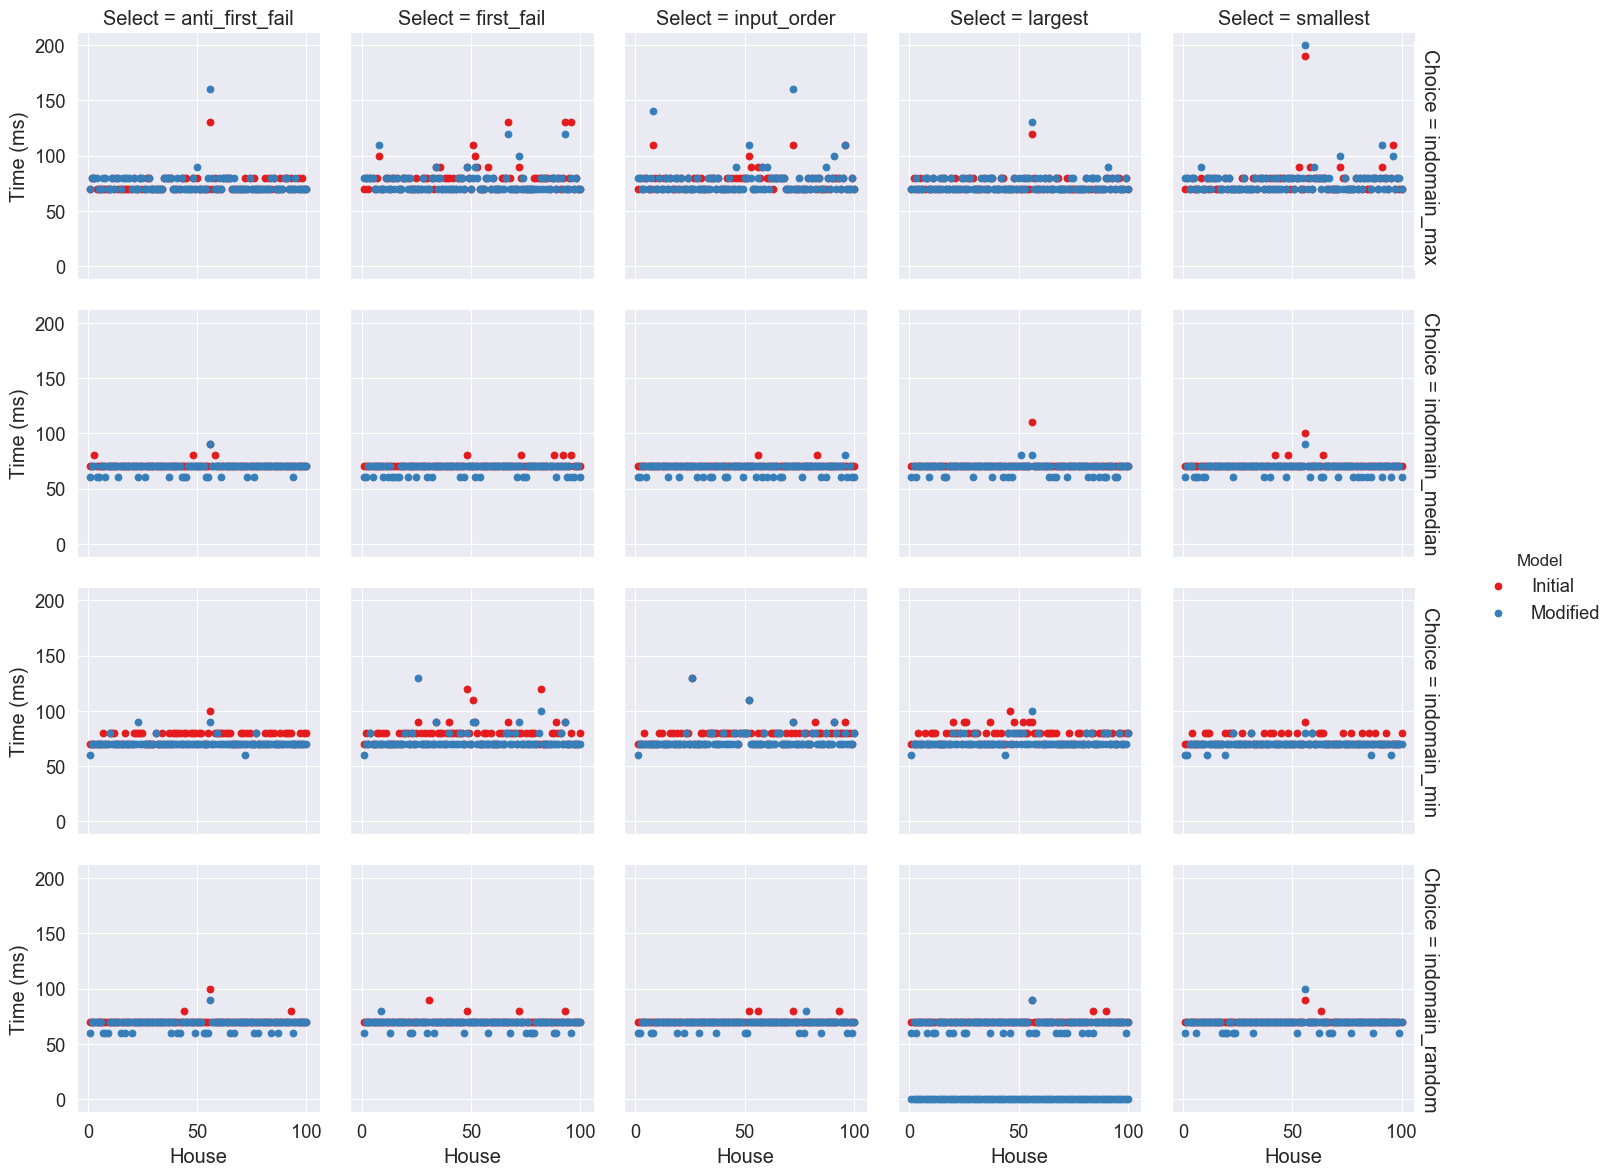 Select = anti_first_fail
Select = first_fail
Select = input_order
Select = largest
Select = smallest
200
150
100
50
0
Time (ms)
Choice = indomain_max
200
150
100
50
0
Time (ms)
Choice = indomain_median
200
150
100
50
0
Time (ms)
Choice = indomain_min
Model
Initial
Modified
200
150
100
50
0
Time (ms)
Choice = indomain_random
0 50 100
0 50 100
0 50 100
0 50 100
0 50 100
House
House
House
House
House